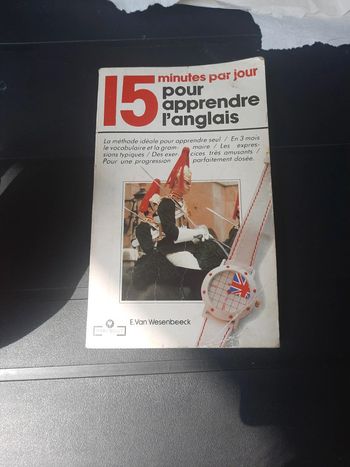 15 minutes par jour
pour
apprendre
l'anglais
La méthode idéale pour apprendre seul / En 3 mois
le vocabulaire et la gram- maire / Les expres-
sions typiques / Des exer- cices très amusants /
Pour une progression parfaitement dosée.
E. Van Wesenbeeck